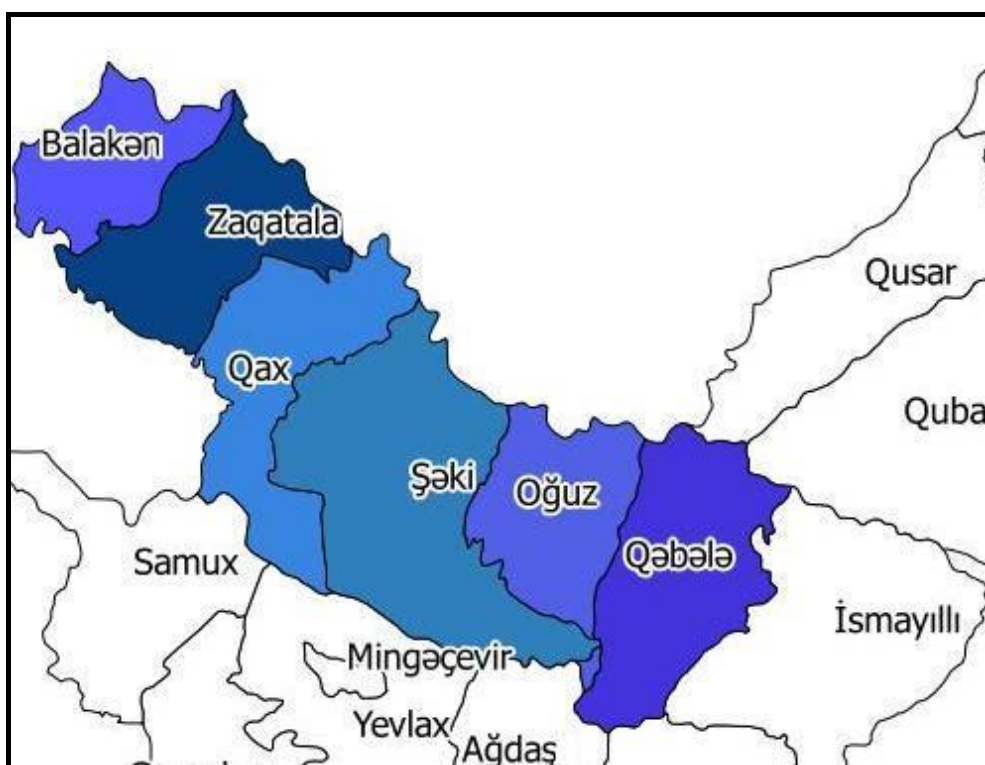 Balakən
Zaqatala
Qusar
Qax
Quba
Şəki
Oğuz
Qəbələ
Samux
İsmayıllı
Mingəçevir
Yevlax
Ağdaş